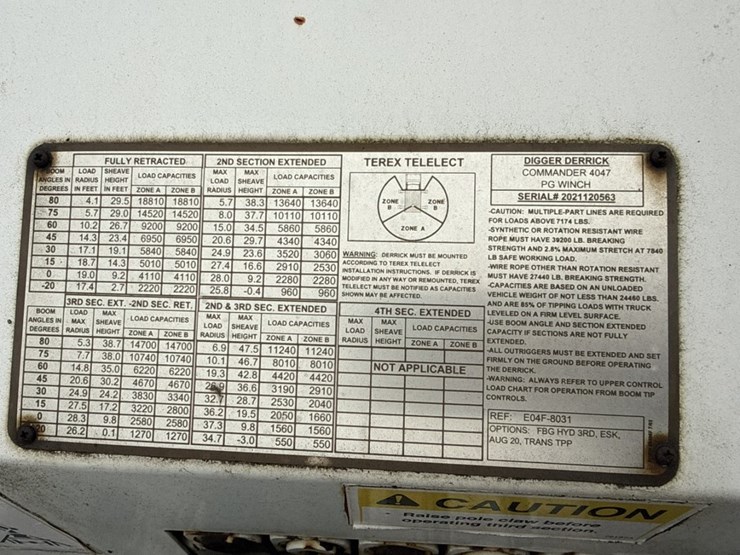 FULLY RETRACTED
BOOM ANGLES IN DEGREES LOAD RADIUS IN FEET SHEAVE HEIGHT IN FEET LOAD CAPACITIES ZONE A ZONE B
80 4.1 29.5 18810 18810
75 5.7 29.0 14520 14520
60 10.2 26.7 9200 9200
45 14.3 23.4 6950 6950
30 17.1 19.1 5840 5840
15 18.7 14.3 5010 5010
0 19.0 9.2 4110 4110
-20 17.4 2.7 2220 2220
2ND SECTION EXTENDED
MAX LOAD RADIUS MAX SHEAVE HEIGHT LOAD CAPACITIES ZONE A ZONE B
5.7 38.3 13640 13640
8.0 37.7 10110 10110
15.0 34.5 5860 5860
20.6 29.7 4340 4340
24.9 23.6 3520 3060
27.4 16.6 2910 2530
28.0 9.2 2280 2280
25.8 -0.4 960 960
TEREX TELELECT
ZONE B
ZONE B
ZONE A
WARNING: DERRICK MUST BE MOUNTED
ACCORDING TO TEREX TELELECT
INSTALLATION INSTRUCTIONS. IF DERRICK IS
MODIFIED IN ANY WAY OR REMOUNTED, TEREX
TELELECT MUST BE NOTIFIED AS CAPACITIES
SHOWN MAY BE AFFECTED.
DIGGER DERRICK
COMMANDER 4047
PG WINCH
SERIAL# 2021120563
-CAUTION: MULTIPLE-PART LINES ARE REQUIRED
FOR LOADS ABOVE 7174 LBS.
-SYNTHETIC OR ROTATION RESISTANT WIRE
ROPE MUST HAVE 39200 LB. BREAKING
STRENGTH AND 2.8% MAXIMUM STRETCH AT 7840
LB SAFE WORKING LOAD.
-WIRE ROPE OTHER THAN ROTATION RESISTANT
MUST HAVE 27440 LB. BREAKING STRENGTH
-CAPACITIES ARE BASED ON AN UNLOADED
VEHICLE WEIGHT OF NOT LESS THAN 24460 LBS.
AND ARE 85% OF TIPPING LOADS WITH TRUCK
LEVELED ON A FIRM LEVEL SURFACE.
-USE BOOM ANGLE AND SECTION EXTENDED
CAPACITY IF SECTIONS ARE NOT FULLY
EXTENDED.
-ALL OUTRIGGERS MUST BE EXTENDED AND SET
FIRMLY ON THE GROUND BEFORE OPERATING
THE DERRICK.
-WARNING: ALWAYS REFER TO UPPER CONTROL
LOAD CHART FOR OPERATION FROM BOOM TIP
CONTROLS.
REF: E04F-8031
OPTIONS: FBG HYD 3RD, ESK,
AUG 20, TRANS TPP
3RD SEC. EXT. -2ND SEC. RET.
BOOM ANGLES IN DEGREES MAX LOAD RADIUS MAX SHEAVE HEIGHT LOAD CAPACITIES ZONE A ZONE B
80 5.3 38.7 14700 14700
75 7.7 38.0 10740 10740
60 14.8 35.0 6220 6220
45 20.6 30.2 4670 4670
30 24.9 24.2 3830 3340
15 27.5 17.2 3220 2800
0 28.3 9.8 2580 2580
20 26.2 0.1 1270 1270
2ND & 3RD SEC. EXTENDED
MAX LOAD RADIUS MAX SHEAVE HEIGHT LOAD CAPACITIES ZONE A ZONE B
6.9 47.5 11240 11240
10.1 46.7 8010 8010
19.3 42.8 4420 4420
36.6 3190 2910
32.7 28.7 2530 2040
36.2 19.5 2050 1660
37.3 9.8 1560 1560
34.7 -3.0 550 550
4TH SEC. EXTENDED
MAX LOAD RADIUS MAX SHEAVE HEIGHT LOAD CAPACITIES ZONE A ZONE B
NOT APPLICABLE
CAUTION
Raise pole claw before
operating third section.